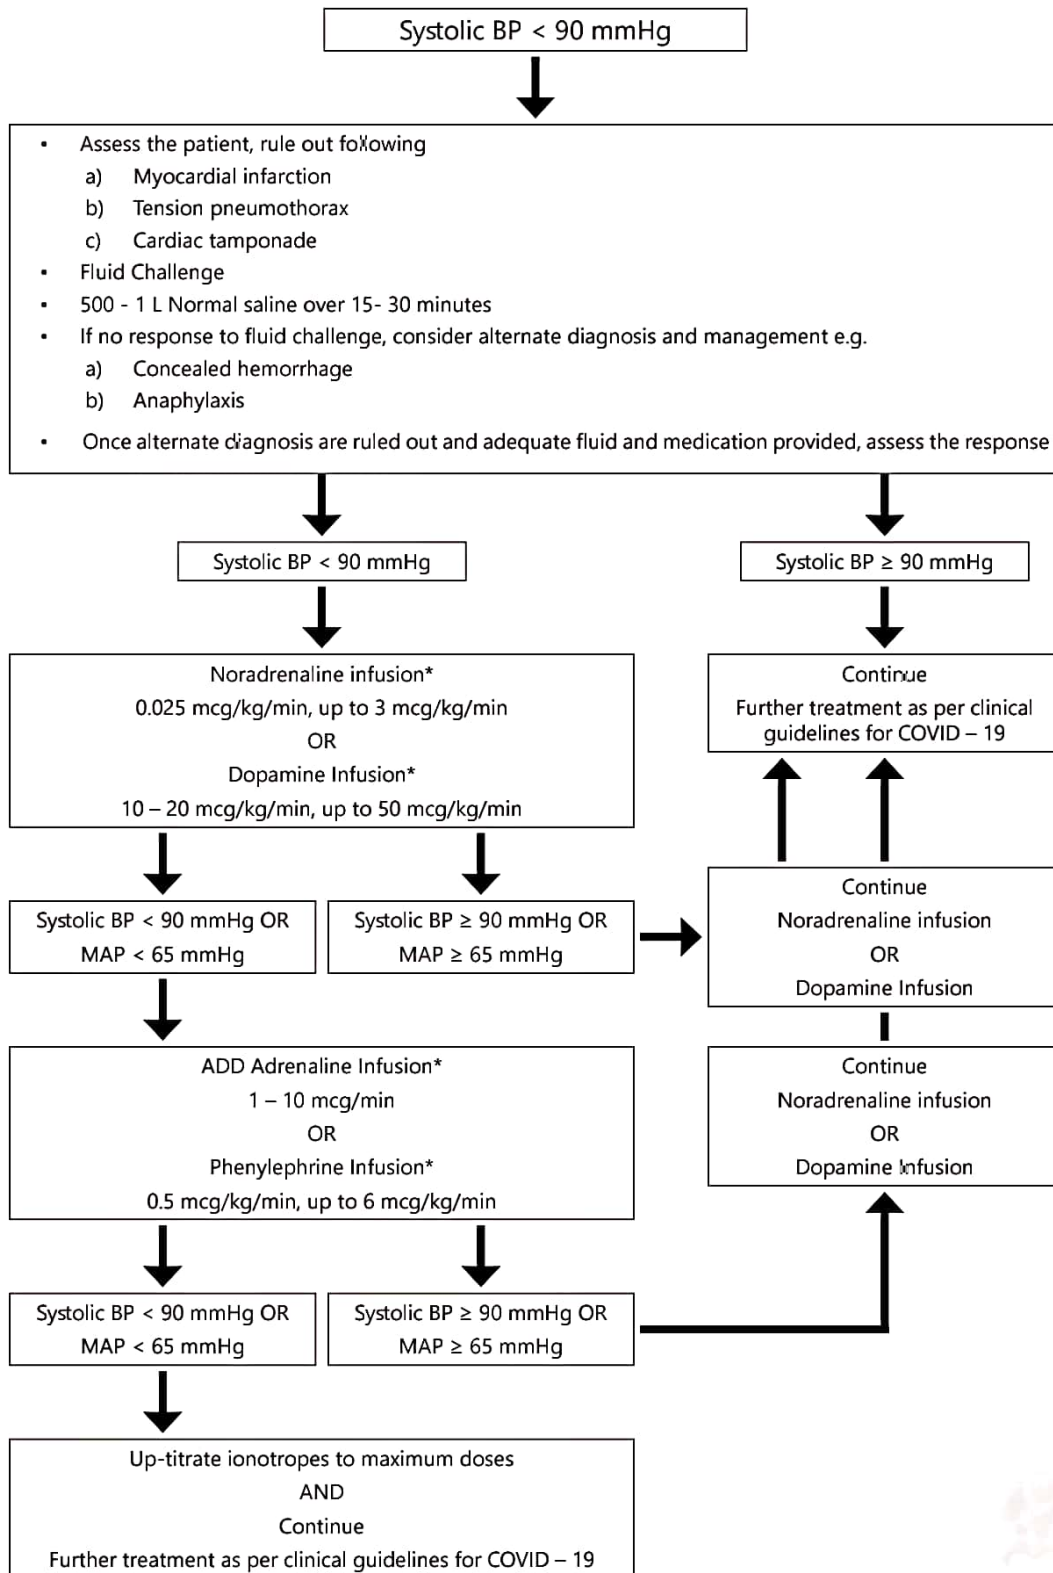 Systolic BP < 90 mmHg
• Assess the patient, rule out following
a) Myocardial infarction
b) Tension pneumothorax
c) Cardiac tamponade
• Fluid Challenge
• 500 - 1 L Normal saline over 15- 30 minutes
• If no response to fluid challenge, consider alternate diagnosis and management e.g.
a) Concealed hemorrhage
b) Anaphylaxis
• Once alternate diagnosis are ruled out and adequate fluid and medication provided, assess the response
Systolic BP < 90 mmHg
Systolic BP ≥ 90 mmHg
Noradrenaline infusion*
0.025 mcg/kg/min, up to 3 mcg/kg/min
OR
Dopamine Infusion*
10 – 20 mcg/kg/min, up to 50 mcg/kg/min
Continue
Further treatment as per clinical
guidelines for COVID – 19
Systolic BP < 90 mmHg OR
MAP < 65 mmHg
Systolic BP ≥ 90 mmHg OR
MAP ≥ 65 mmHg
Continue
Noradrenaline infusion
OR
Dopamine Infusion
ADD Adrenaline Infusion*
1 – 10 mcg/min
OR
Phenylephrine Infusion*
0.5 mcg/kg/min, up to 6 mcg/kg/min
Continue
Noradrenaline infusion
OR
Dopamine Infusion
Systolic BP < 90 mmHg OR
MAP < 65 mmHg
Systolic BP ≥ 90 mmHg OR
MAP ≥ 65 mmHg
Up-titrate ionotropes to maximum doses
AND
Continue
Further treatment as per clinical guidelines for COVID – 19